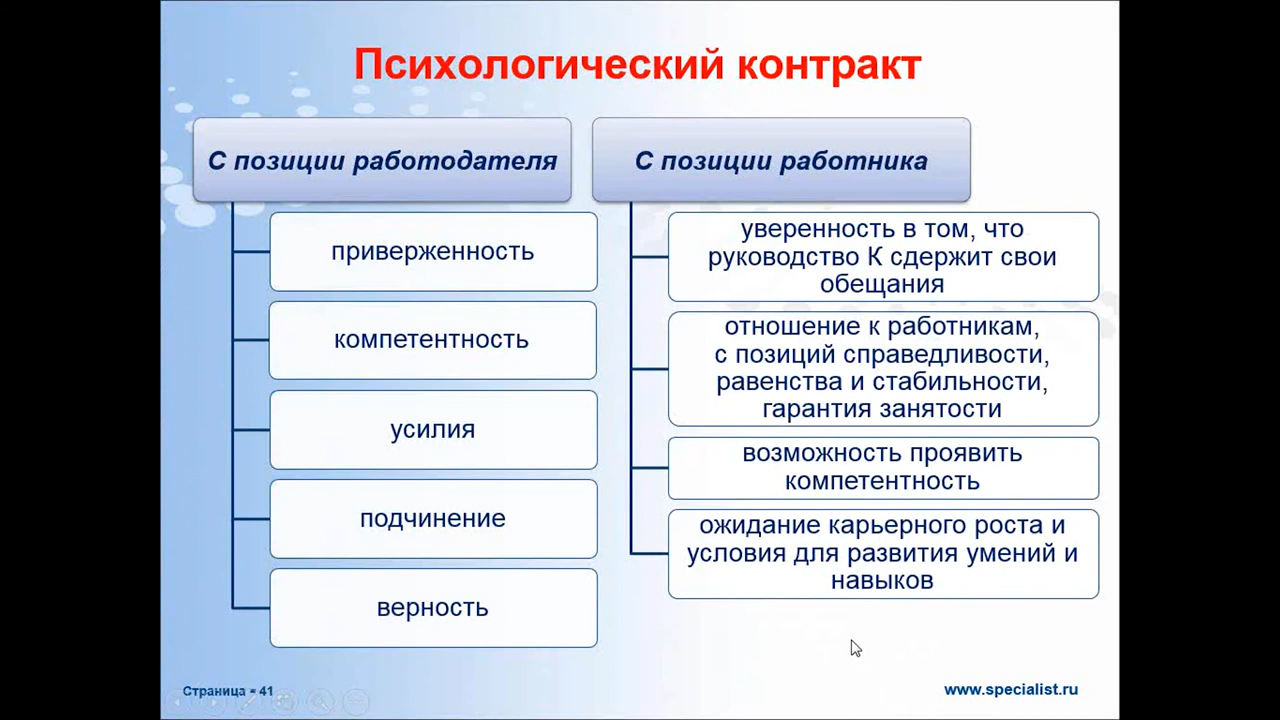 Психологический контракт
С позиции работодателя
приверженность
компетентность
усилия
подчинение
верность
С позиции работника
уверенность в том, что
руководство К сдержит свои
обещания
отношение к работникам,
с позиций справедливости,
равенства и стабильности,
гарантия занятости
возможность проявить
компетентность
ожидание карьерного роста и
условия для развития умений и
навыков
Страница ▪ 41
www.specialist.ru